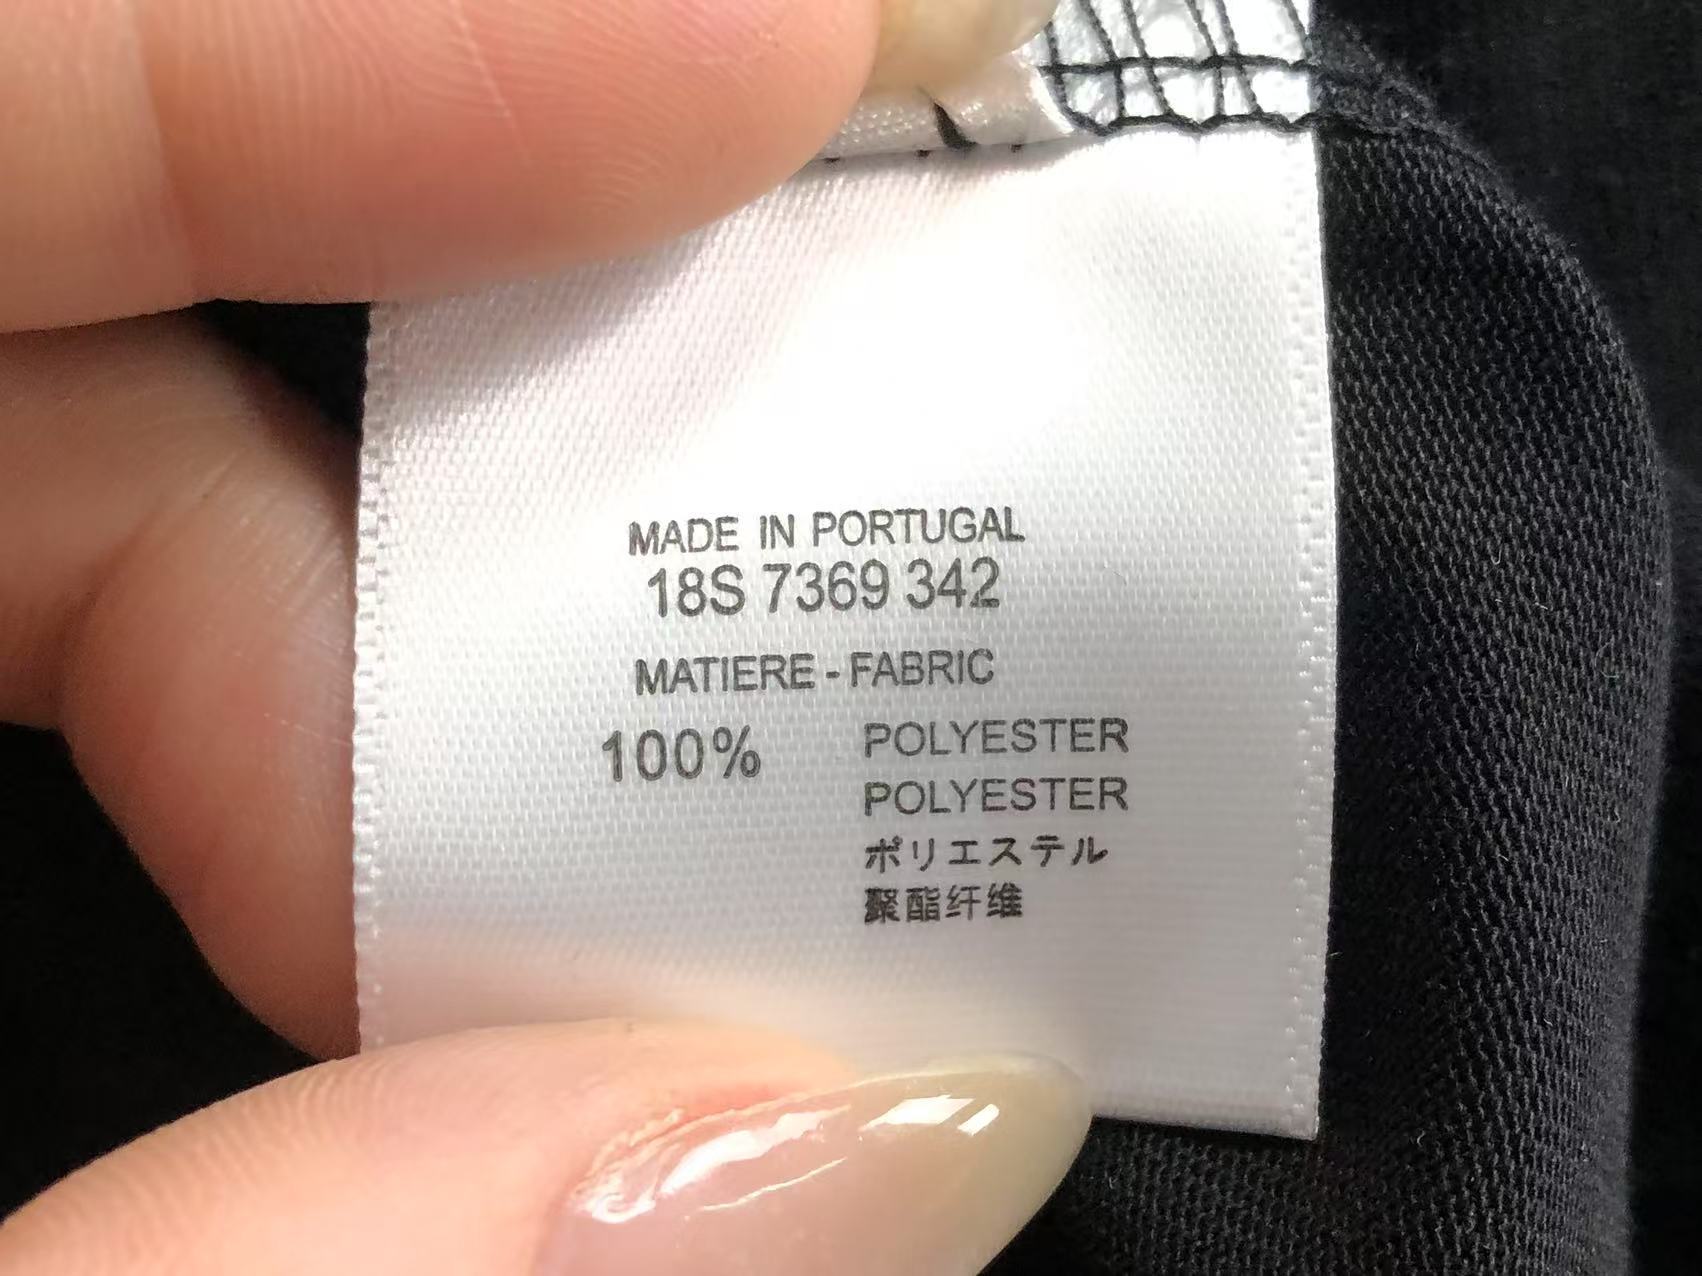 MADE IN PORTUGAL
18S 7369 342
MATIERE - FABRIC
100% POLYESTER
POLYESTER
ポリエステル
聚酯纤维